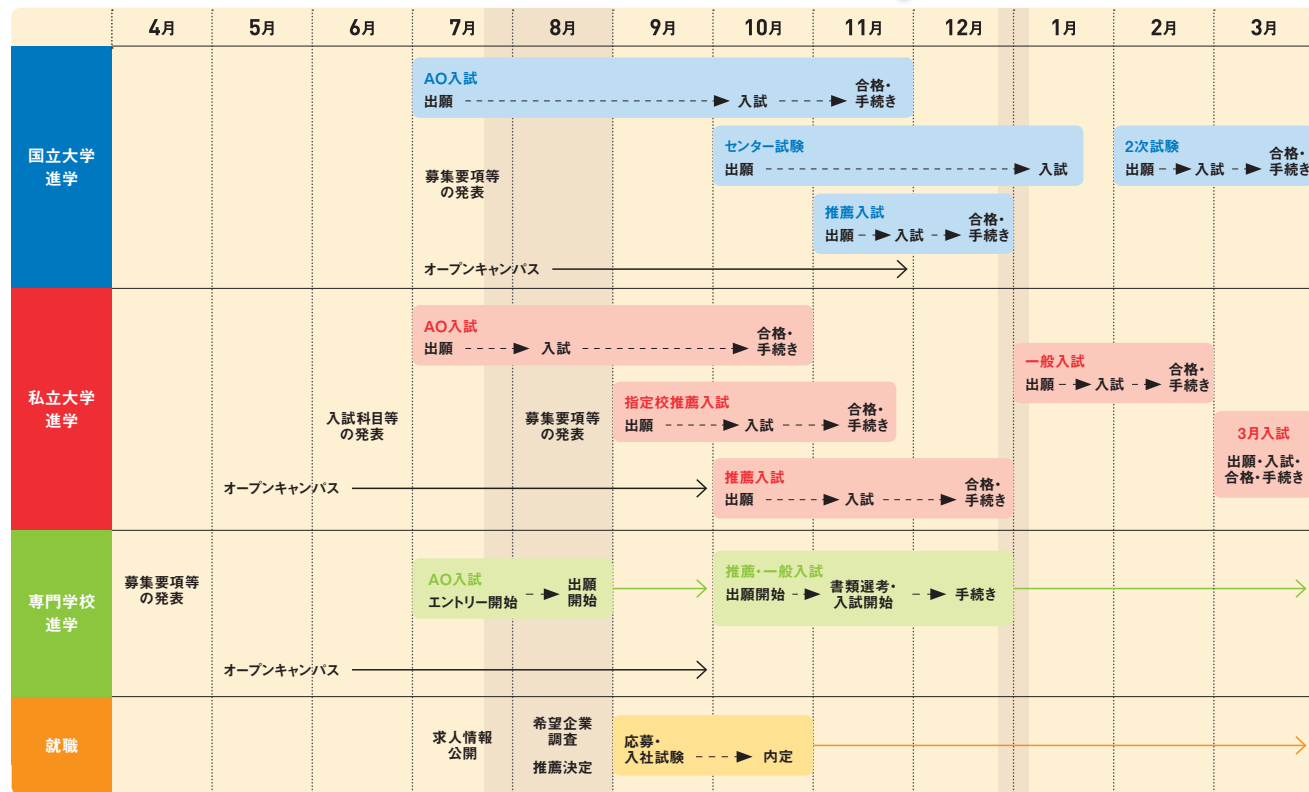 4月 5月 6月 7月 8月 9月 10月 11月 12月 1月 2月 3月
国立大学
進学
AO入試
出願 入試 合格・
手続き
センター試験
出願 入試
2次試験
出願 入試 合格・
手続き
募集要項等
の発表
推薦入試
出願 入試 合格・
手続き
オープンキャンパス
私立大学
進学
AO入試
出願 入試 合格・
手続き
一般入試
出願 入試 合格・
手続き
入試科目等
の発表
募集要項等
の発表
指定校推薦入試
出願 入試 合格・
手続き
3月入試
出願・入試・
合格・手続き
推薦入試
出願 入試 合格・
手続き
オープンキャンパス
専門学校
進学
募集要項等
の発表
AO入試
エントリー開始 出願
開始
推薦・一般入試
出願開始 書類選考・
入試開始 手続き
オープンキャンパス
就職
求人情報
公開
希望企業
調査
推薦決定
応募・
入社試験 内定